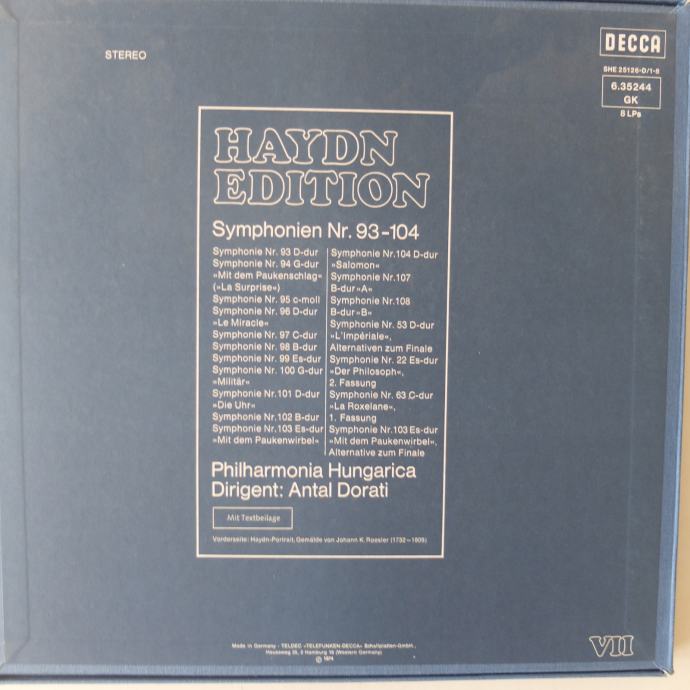 STEREO
DECCA
SHE 25126-D/1-8
6.35244
GK
8 LPs
HAYDN
EDITION
Symphonien Nr. 93-104
Symphonie Nr. 93 D-dur
Symphonie Nr. 94 G-dur
»Mit dem Paukenschlag«
(»La Surprise«)
Symphonie Nr. 95 c-moll
Symphonie Nr. 96 D-dur
»Le Miracle«
Symphonie Nr. 97 C-dur
Symphonie Nr. 98 B-dur
Symphonie Nr. 99 Es-dur
Symphonie Nr. 100 G-dur
»Militär«
Symphonie Nr. 101 D-dur
»Die Uhr«
Symphonie Nr. 102 B-dur
Symphonie Nr. 103 Es-dur
»Mit dem Paukenwirbel«
Symphonie Nr. 104 D-dur
»Salomon«
Symphonie Nr. 107
B-dur »A«
Symphonie Nr. 108
B-dur »B«
Symphonie Nr. 53 D-dur
»L'Impériale«,
Alternativen zum Finale
Symphonie Nr. 22 Es-dur
»Der Philosoph«,
2. Fassung
Symphonie Nr. 63 C-dur
»La Roxelane«,
1. Fassung
Symphonie Nr. 103 Es-dur
»Mit dem Paukenwirbel«,
Alternative zum Finale
Philharmonia Hungarica
Dirigent: Antal Dorati
Mit Textbeilage
Vorderseite: Haydn-Portrait, Gemälde von Johann K. Roesler (1732-1809)
Made in Germany · TELDEC »TELEFUNKEN-DECCA« Schallplatten-GmbH.,
Heussweg 25, 2 Hamburg 19 (Western Germany)
℗ 1974
VII